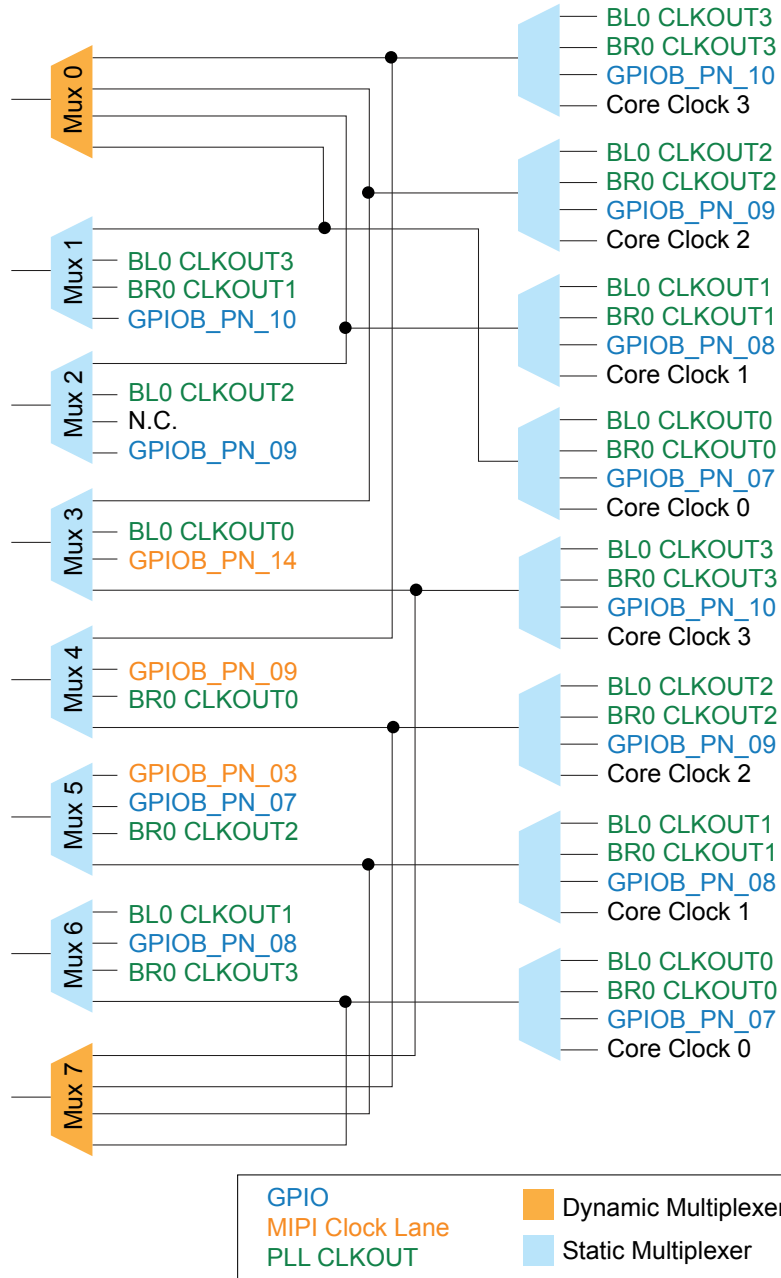 Mux 0
BL0 CLKOUT3
BR0 CLKOUT3
GPIOB_PN_10
Core Clock 3
BL0 CLKOUT2
BR0 CLKOUT2
GPIOB_PN_09
Core Clock 2
Mux 1
BL0 CLKOUT3
BR0 CLKOUT1
GPIOB_PN_10
BL0 CLKOUT1
BR0 CLKOUT1
GPIOB_PN_08
Core Clock 1
Mux 2
BL0 CLKOUT2
N.C.
GPIOB_PN_09
BL0 CLKOUT0
BR0 CLKOUT0
GPIOB_PN_07
Core Clock 0
Mux 3
BL0 CLKOUT0
GPIOB_PN_14
BL0 CLKOUT3
BR0 CLKOUT3
GPIOB_PN_10
Core Clock 3
Mux 4
GPIOB_PN_09
BR0 CLKOUT0
BL0 CLKOUT2
BR0 CLKOUT2
GPIOB_PN_09
Core Clock 2
Mux 5
GPIOB_PN_03
GPIOB_PN_07
BR0 CLKOUT2
BL0 CLKOUT1
BR0 CLKOUT1
GPIOB_PN_08
Core Clock 1
Mux 6
BL0 CLKOUT1
GPIOB_PN_08
BR0 CLKOUT3
BL0 CLKOUT0
BR0 CLKOUT0
GPIOB_PN_07
Core Clock 0
Mux 7
GPIO
MIPI Clock Lane
PLL CLKOUT
Dynamic Multiplexer
Static Multiplexer